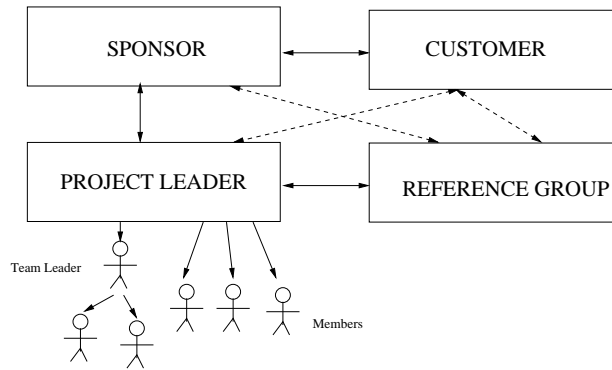 SPONSOR
CUSTOMER
PROJECT LEADER
REFERENCE GROUP
Team Leader
Members